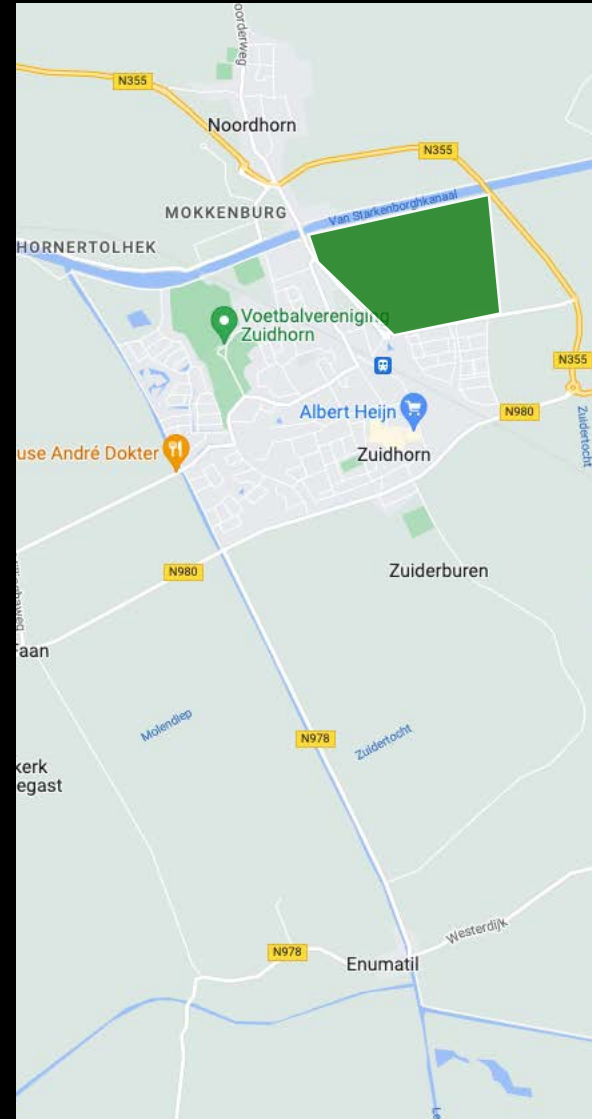 oorderweg
N355
Noordhorn
N355
MOKKENBURG
Van Starkenborghkanaal
HORNERTOLHEK
Voetbalvereniging
Zuidhorn
N355
Albert Heijn
N980
Zuidertocht
use André Dokter
Zuidhorn
N980
Zuiderburen
Faan
Molendiep
N978
Zuidertocht
kerk
egast
Westerdijk
N978
Enumatil